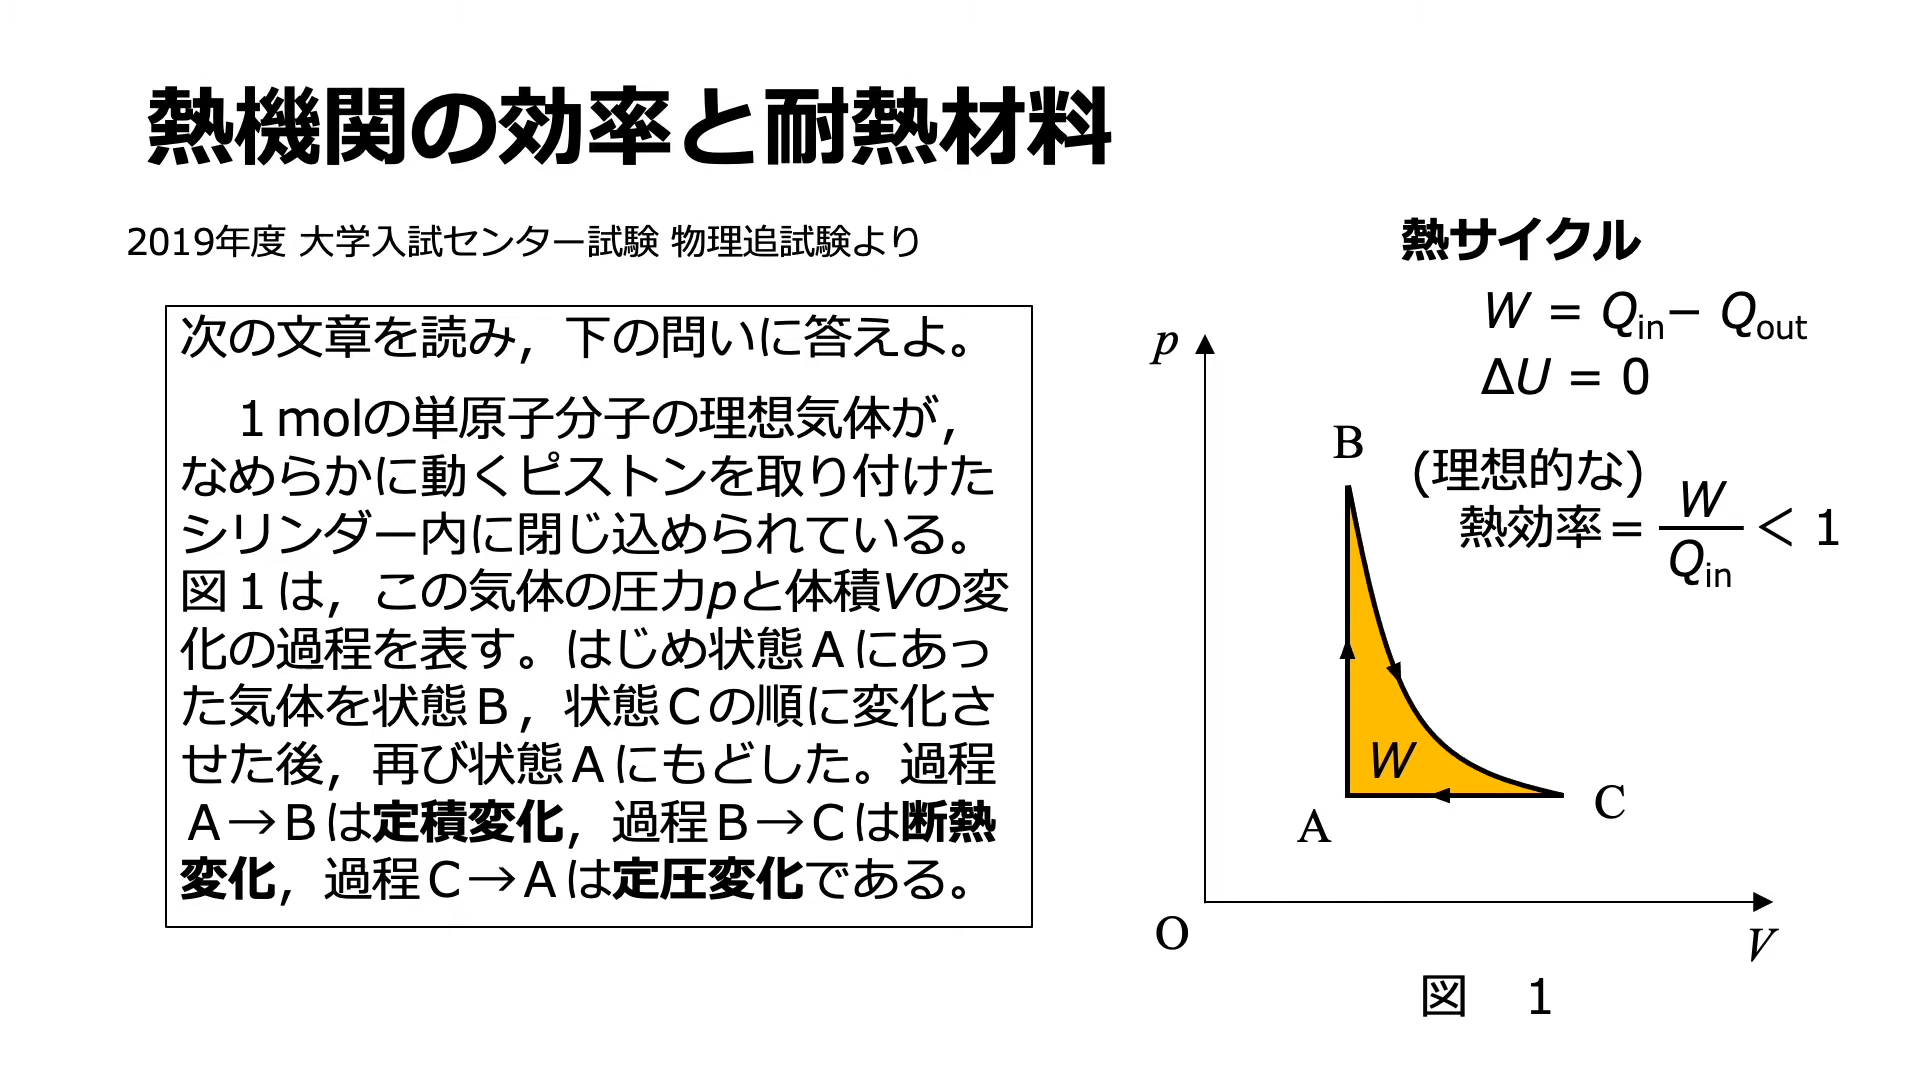 熱機関の効率と耐熱材料
2019年度 大学入試センター試験 物理追試験より
次の文章を読み，下の問いに答えよ。
１molの単原子分子の理想気体が，
なめらかに動くピストンを取り付けた
シリンダー内に閉じ込められている。
図１は，この気体の圧力pと体積Vの変
化の過程を表す。はじめ状態Ａにあっ
た気体を状態Ｂ，状態Ｃの順に変化さ
せた後，再び状態Ａにもどした。過程
Ａ→Ｂは定積変化，過程Ｂ→Ｃは断熱
変化，過程Ｃ→Ａは定圧変化である。
熱サイクル
W = Qin− Qout
ΔU = 0
(理想的な)
熱効率＝ W/Qin ＜ 1
p
B
W
A
C
O
V
図　1